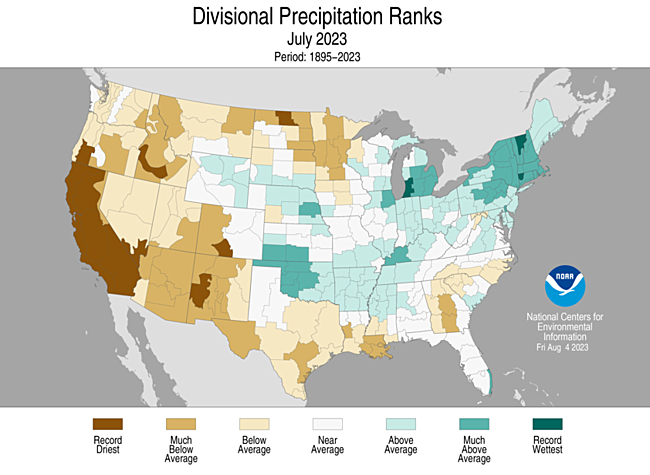 Divisional Precipitation Ranks
July 2023
Period: 1895–2023
NOAA
National Centers for
Environmental
Information
Fri Aug 4 2023
Record
Driest
Much
Below
Average
Below
Average
Near
Average
Above
Average
Much
Above
Average
Record
Wettest